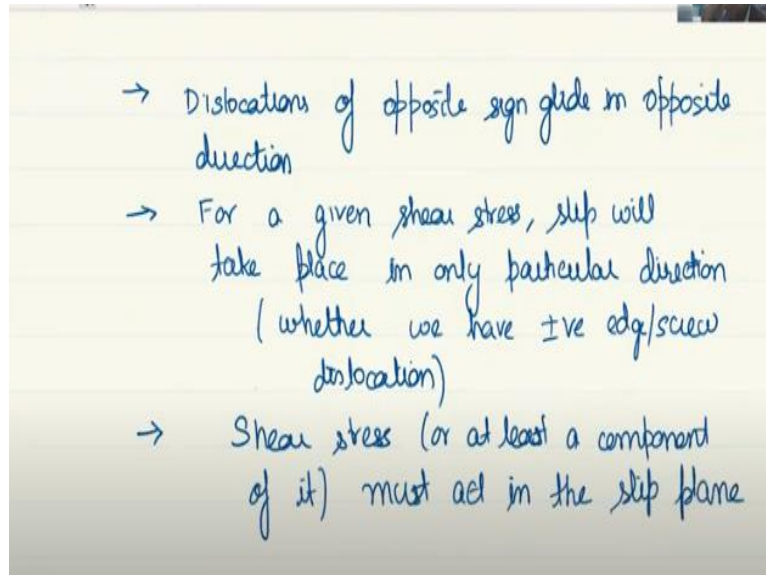 → Dislocations of opposite sign glide in opposite
direction
→ For a given shear stress, slip will
take place in only particular direction
(whether we have ±ve edge/screw
dislocation)
→ Shear stress (or at least a component
of it) must act in the slip plane